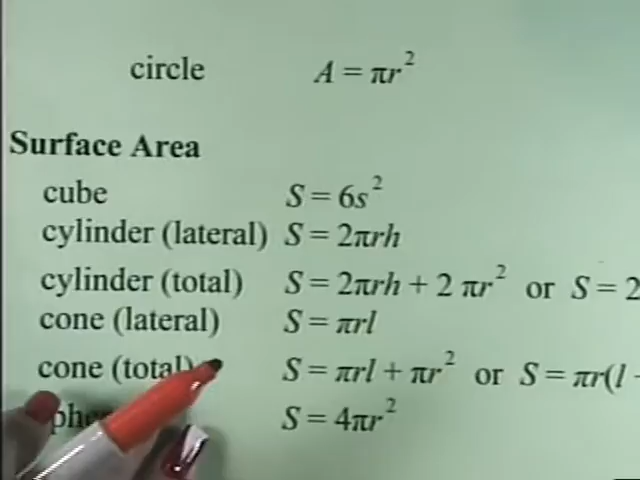 circle A = πr²
Surface Area
cube S = 6s²
cylinder (lateral) S = 2πrh
cylinder (total) S = 2πrh + 2 πr² or S = 2
cone (lateral) S = πrl
cone (total) S = πrl + πr² or S = πr(l
S = 4πr²